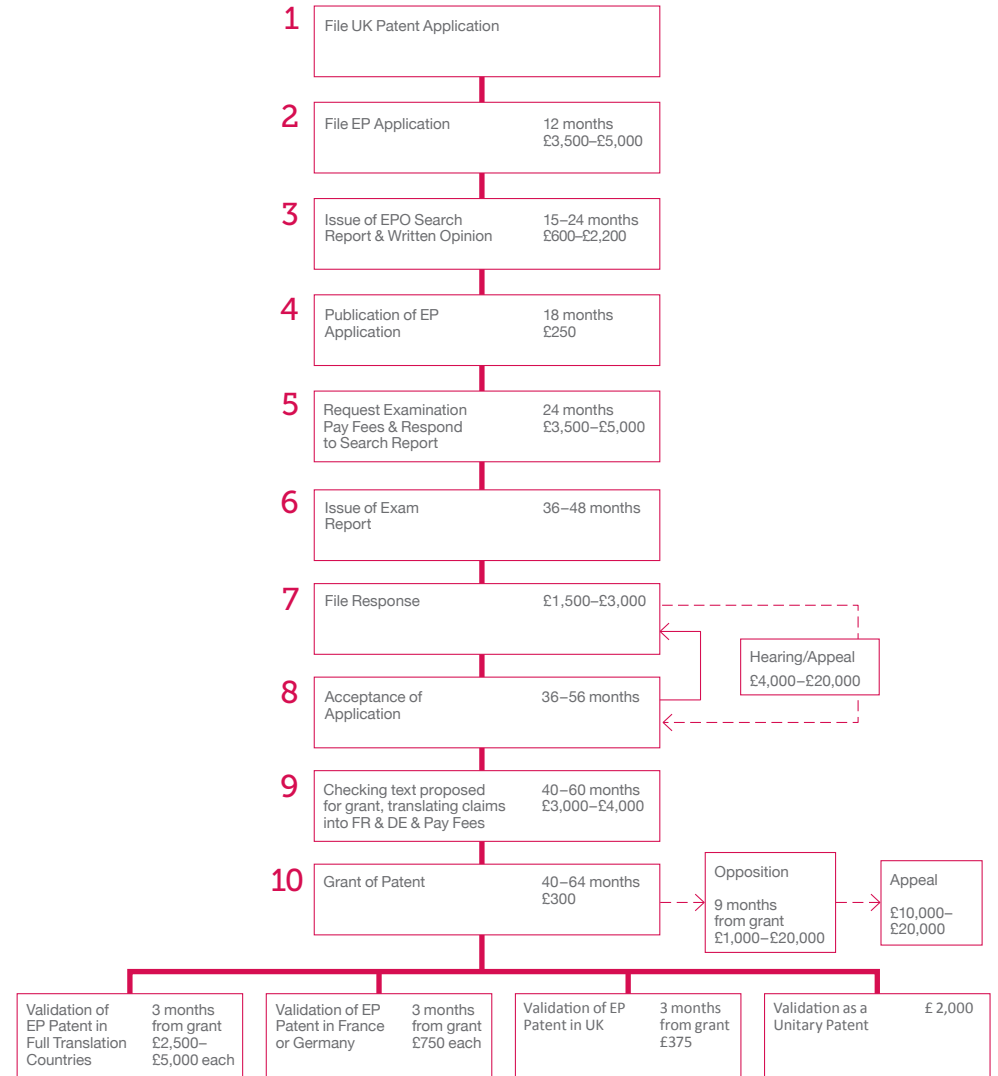 1
File UK Patent Application
2
File EP Application
12 months
£3,500–£5,000
3
Issue of EPO Search
Report & Written Opinion
15–24 months
£600–£2,200
4
Publication of EP
Application
18 months
£250
5
Request Examination
Pay Fees & Respond
to Search Report
24 months
£3,500–£5,000
6
Issue of Exam
Report
36–48 months
7
File Response
£1,500–£3,000
Hearing/Appeal
£4,000–£20,000
8
Acceptance of
Application
36–56 months
9
Checking text proposed
for grant, translating claims
into FR & DE & Pay Fees
40–60 months
£3,000–£4,000
10
Grant of Patent
40–64 months
£300
Opposition
9 months
from grant
£1,000–£20,000
Appeal
£10,000–
£20,000
Validation of
EP Patent in
Full Translation
Countries
3 months
from grant
£2,500–
£5,000 each
Validation of EP
Patent in France
or Germany
3 months
from grant
£750 each
Validation of EP
Patent in UK
3 months
from grant
£375
Validation as a
Unitary Patent
£ 2,000